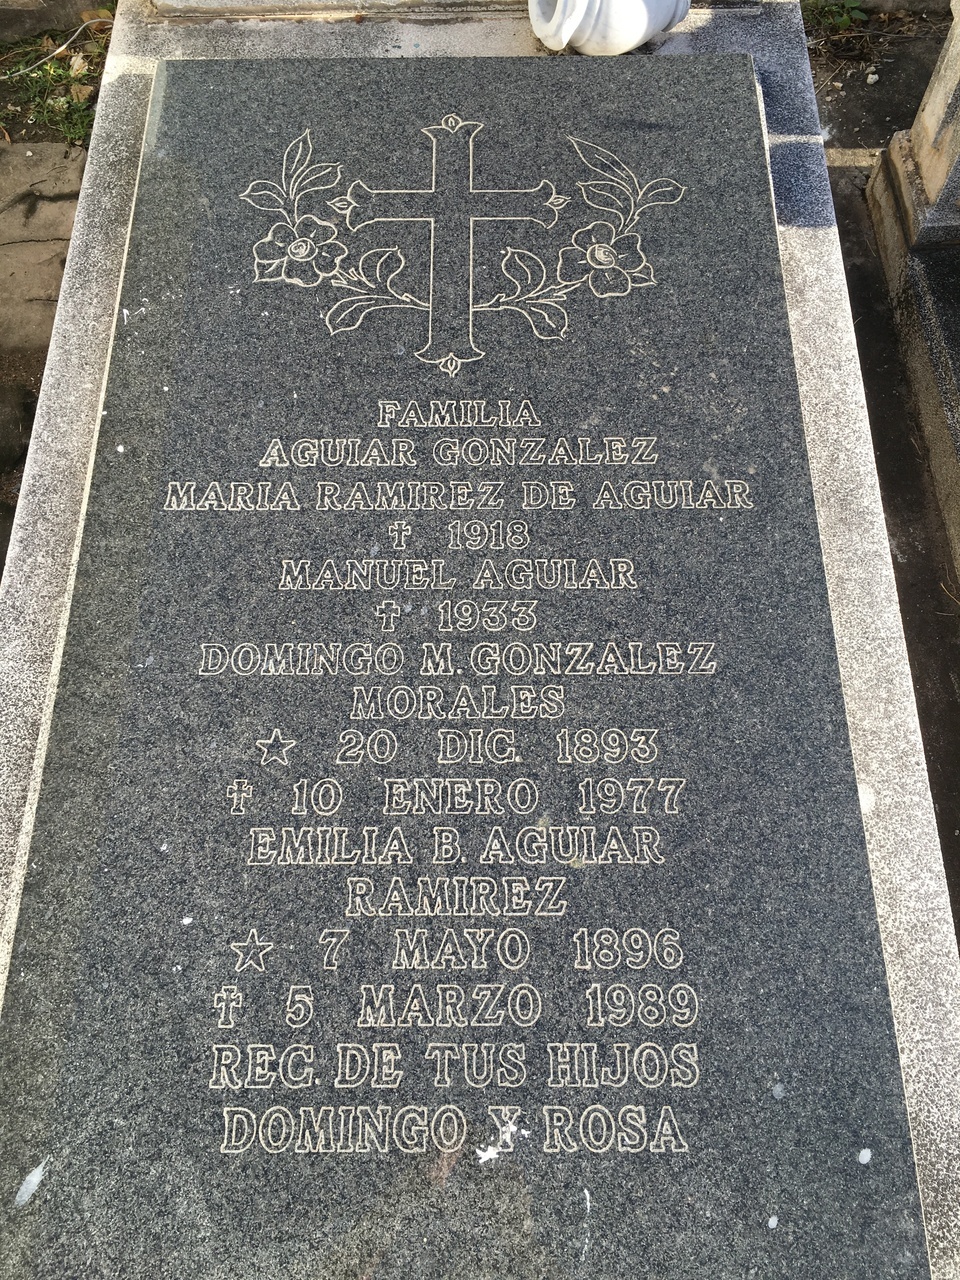 FAMILIA
AGUIAR GONZALEZ
MARIA RAMIREZ DE AGUIAR
✝ 1918
MANUEL AGUIAR
✝ 1933
DOMINGO M. GONZALEZ
MORALES
☆ 20 DIC. 1893
✝ 10 ENERO 1977
EMILIA B. AGUIAR
RAMIREZ
☆ 7 MAYO 1896
✝ 5 MARZO 1989
REC. DE TUS HIJOS
DOMINGO Y ROSA